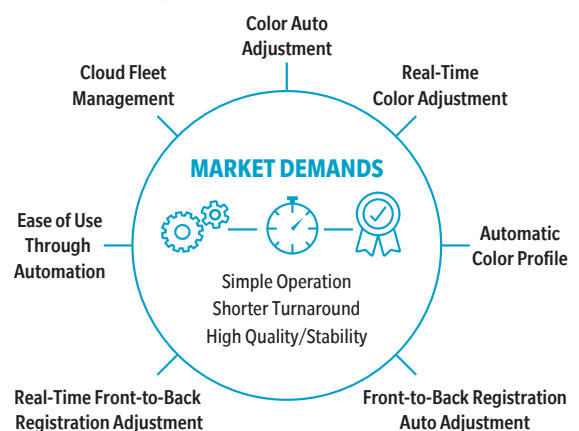 Color Auto
Adjustment
Real-Time
Color Adjustment
Automatic
Color Profile
Front-to-Back Registration
Auto Adjustment
Real-Time Front-to-Back
Registration Adjustment
Ease of Use
Through
Automation
Cloud Fleet
Management
MARKET DEMANDS
Simple Operation
Shorter Turnaround
High Quality/Stability